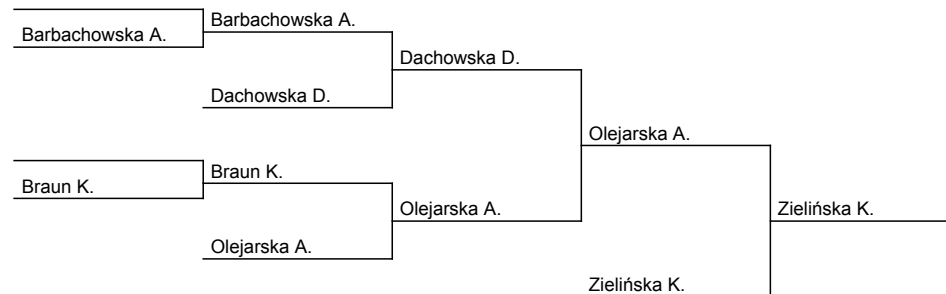 Barbachowska A.
Barbachowska A.
Dachowska D.
Dachowska D.
Olejarska A.
Braun K.
Braun K.
Olejarska A.
Zielińska K.
Olejarska A.
Zielińska K.